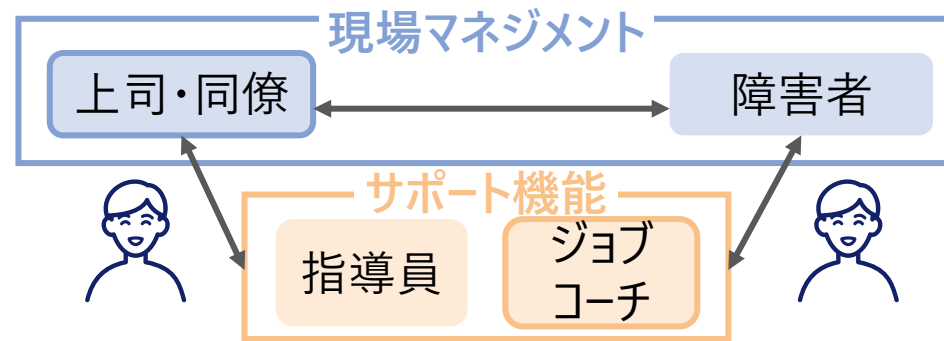 現場マネジメント
上司・同僚
障害者
サポート機能
指導員
ジョブ
コーチ